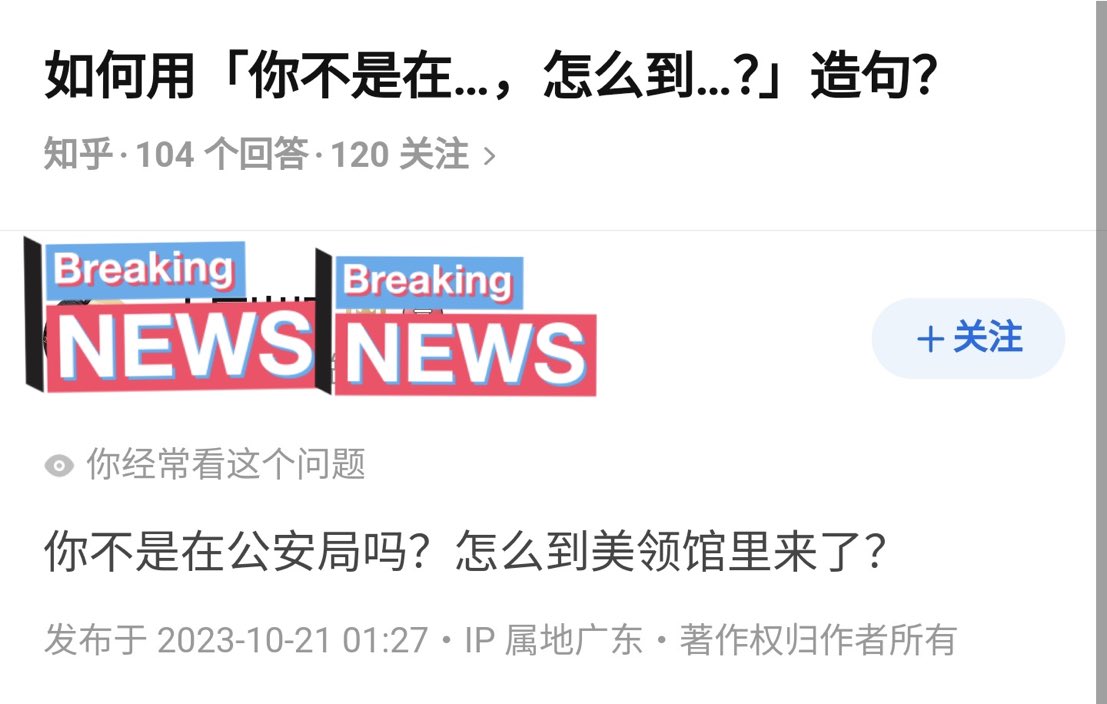 如何用「你不是在...，怎么到...?」造句?
知乎 · 104 个回答 · 120 关注 >
Breaking
NEWS
Breaking
NEWS
+ 关注
你经常看这个问题
你不是在公安局吗？怎么到美领馆里来了？
发布于 2023-10-21 01:27 · IP 属地广东 · 著作权归作者所有